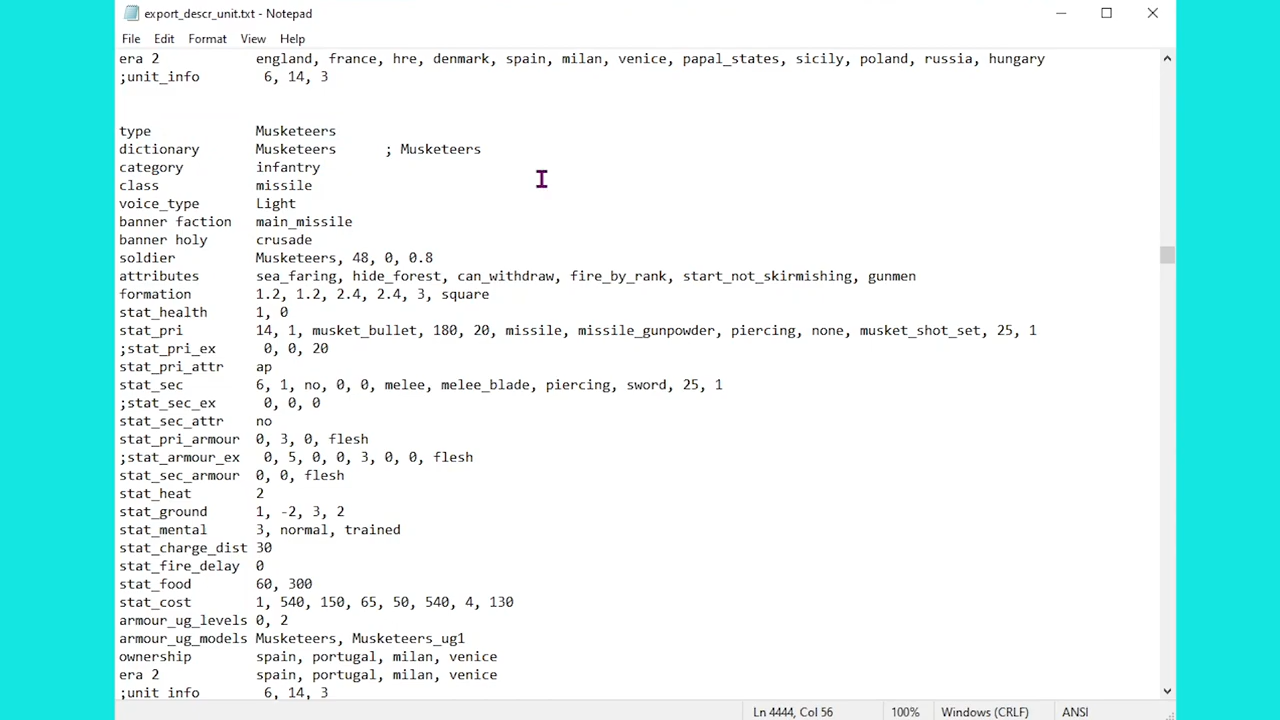 export_descr_unit.txt - Notepad
File Edit Format View Help
era 2 england, france, hre, denmark, spain, milan, venice, papal_states, sicily, poland, russia, hungary
;unit_info 6, 14, 3
type Musketeers
dictionary Musketeers ; Musketeers
category infantry
class missile
voice_type Light
banner faction main_missile
banner holy crusade
soldier Musketeers, 48, 0, 0.8
attributes sea_faring, hide_forest, can_withdraw, fire_by_rank, start_not_skirmishing, gunmen
formation 1.2, 1.2, 2.4, 2.4, 3, square
stat_health 1, 0
stat_pri 14, 1, musket_bullet, 180, 20, missile, missile_gunpowder, piercing, none, musket_shot_set, 25, 1
;stat_pri_ex 0, 0, 20
stat_pri_attr ap
stat_sec 6, 1, no, 0, 0, melee, melee_blade, piercing, sword, 25, 1
;stat_sec_ex 0, 0, 0
stat_sec_attr no
stat_pri_armour 0, 3, 0, flesh
;stat_armour_ex 0, 5, 0, 0, 3, 0, 0, flesh
stat_sec_armour 0, 0, flesh
stat_heat 2
stat_ground 1, -2, 3, 2
stat_mental 3, normal, trained
stat_charge_dist 30
stat_fire_delay 0
stat_food 60, 300
stat_cost 1, 540, 150, 65, 50, 540, 4, 130
armour_ug_levels 0, 2
armour_ug_models Musketeers, Musketeers_ug1
ownership spain, portugal, milan, venice
era 2 spain, portugal, milan, venice
;unit_info 6, 14, 3
Ln 4444, Col 56 100% Windows (CRLF) ANSI